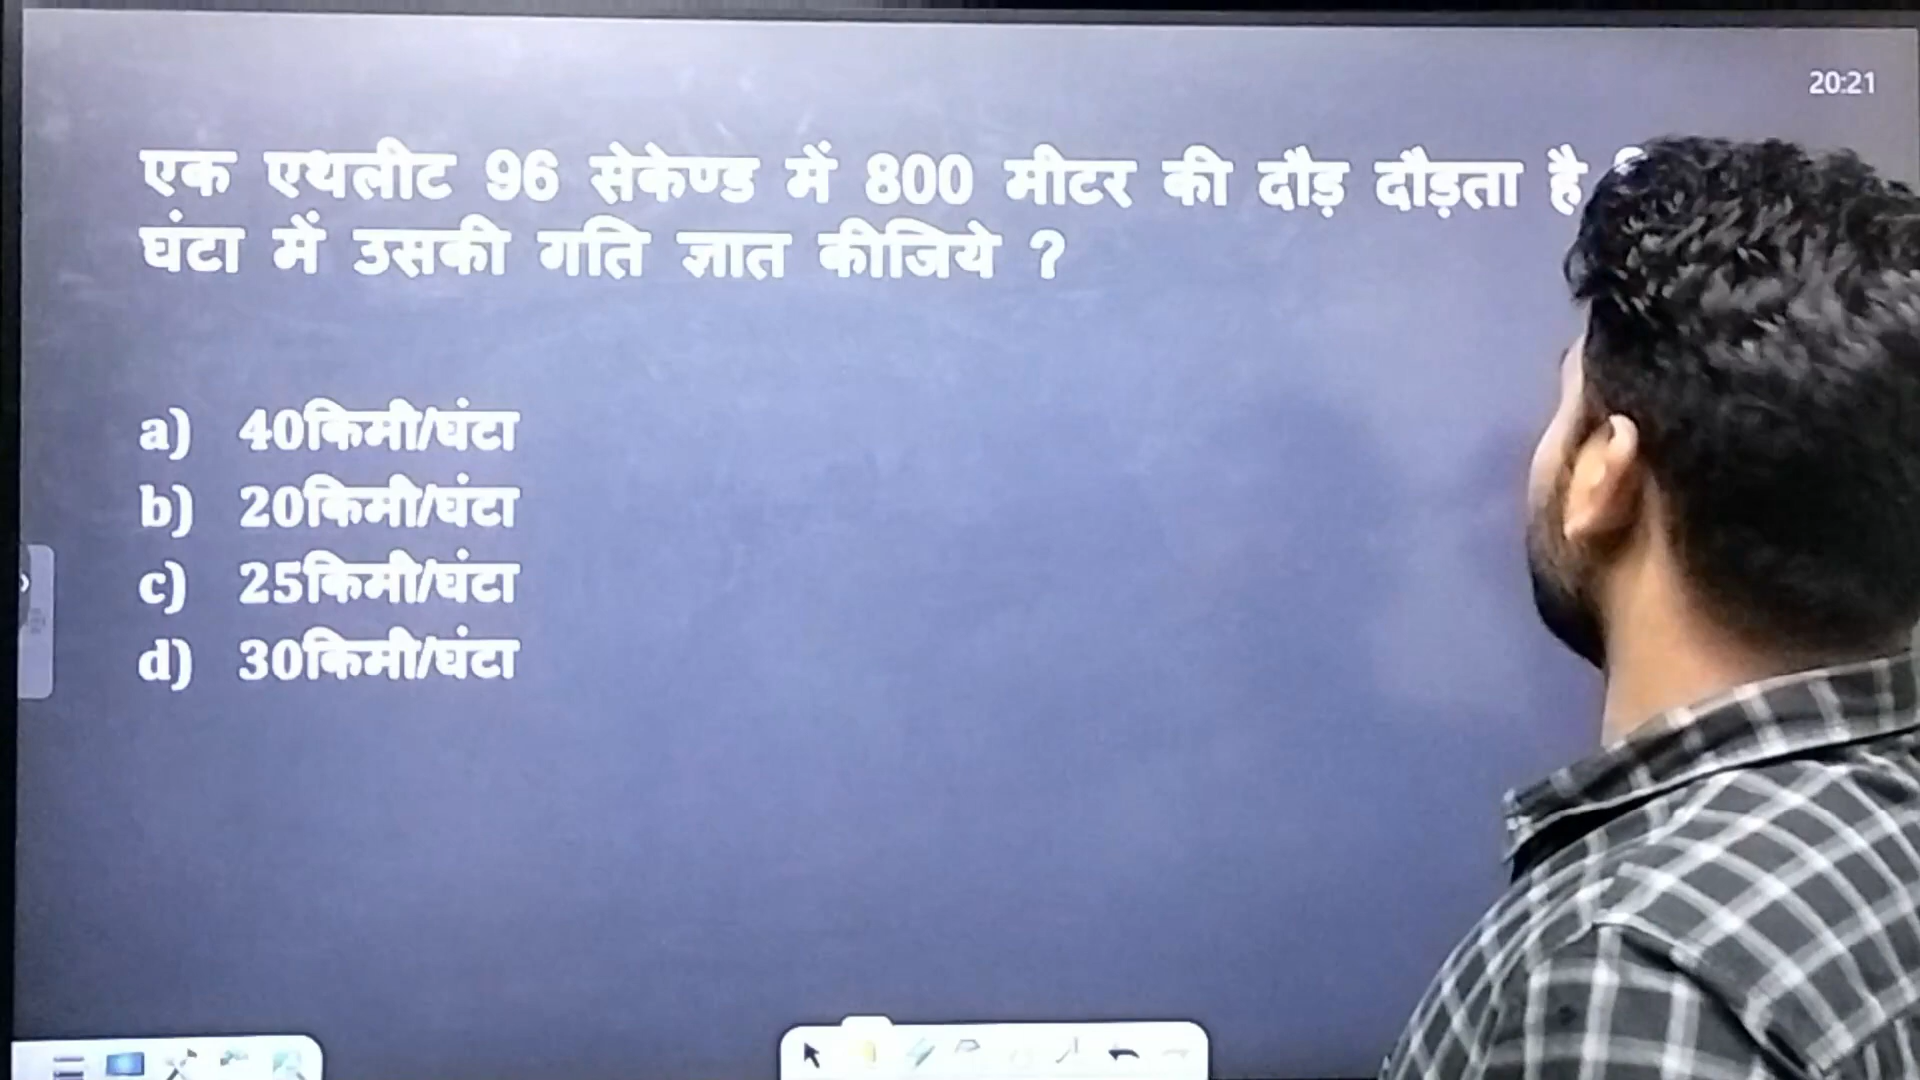 20:21
एक एथलीट 96 सेकेण्ड में 800 मीटर की दौड़ दौड़ता है
घंटा में उसकी गति ज्ञात कीजिये ?
a) 40किमी/घंटा
b) 20किमी/घंटा
c) 25किमी/घंटा
d) 30किमी/घंटा